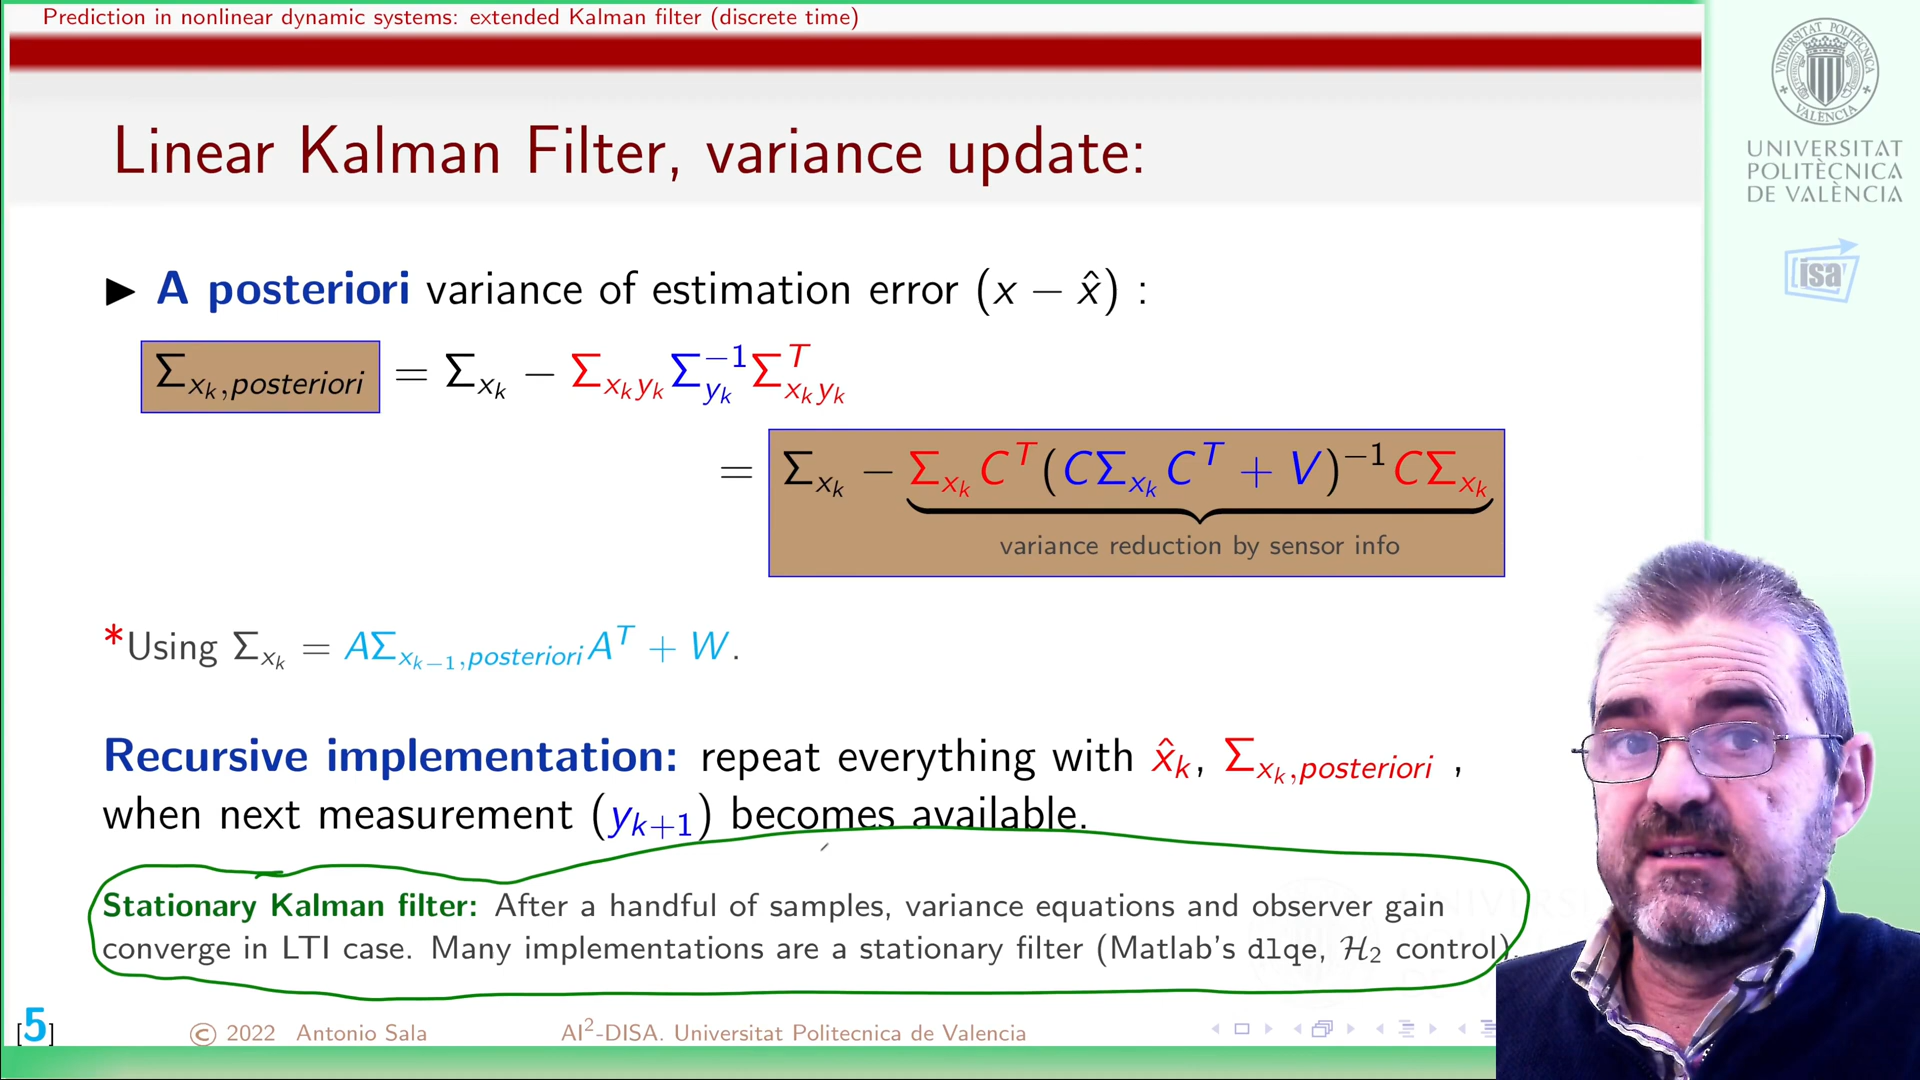 Prediction in nonlinear dynamic systems: extended Kalman filter (discrete time)
Linear Kalman Filter, variance update:
▶ A posteriori variance of estimation error (x − x̂) :
Σ_{x_k,posteriori} = Σ_{x_k} − Σ_{x_k y_k} Σ_{y_k}^{−1} Σ_{x_k y_k}^T
= Σ_{x_k} − Σ_{x_k} C^T (CΣ_{x_k} C^T + V)^{−1} CΣ_{x_k}
variance reduction by sensor info
*Using Σ_{x_k} = AΣ_{x_{k−1},posteriori} A^T + W.
Recursive implementation: repeat everything with x̂_k, Σ_{x_k,posteriori} ,
when next measurement (y_{k+1}) becomes available.
Stationary Kalman filter: After a handful of samples, variance equations and observer gain
converge in LTI case. Many implementations are a stationary filter (Matlab's dlqe, ℋ_2 control).
[5]
© 2022 Antonio Sala
AI²-DISA. Universitat Politecnica de Valencia
UNIVERSITAT
POLITÈCNICA
DE VALÈNCIA
isa